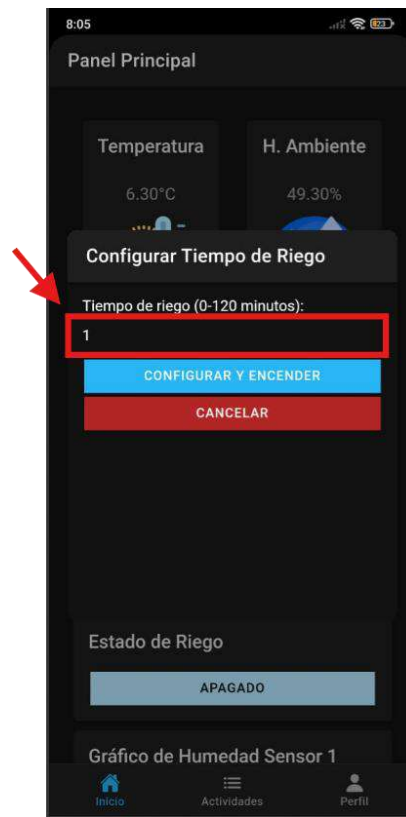 8:05
23
Panel Principal
Temperatura
H. Ambiente
6.30°C
49.30%
Configurar Tiempo de Riego
Tiempo de riego (0-120 minutos):
1
CONFIGURAR Y ENCENDER
CANCELAR
Estado de Riego
APAGADO
Gráfico de Humedad Sensor 1
Inicio
Actividades
Perfil